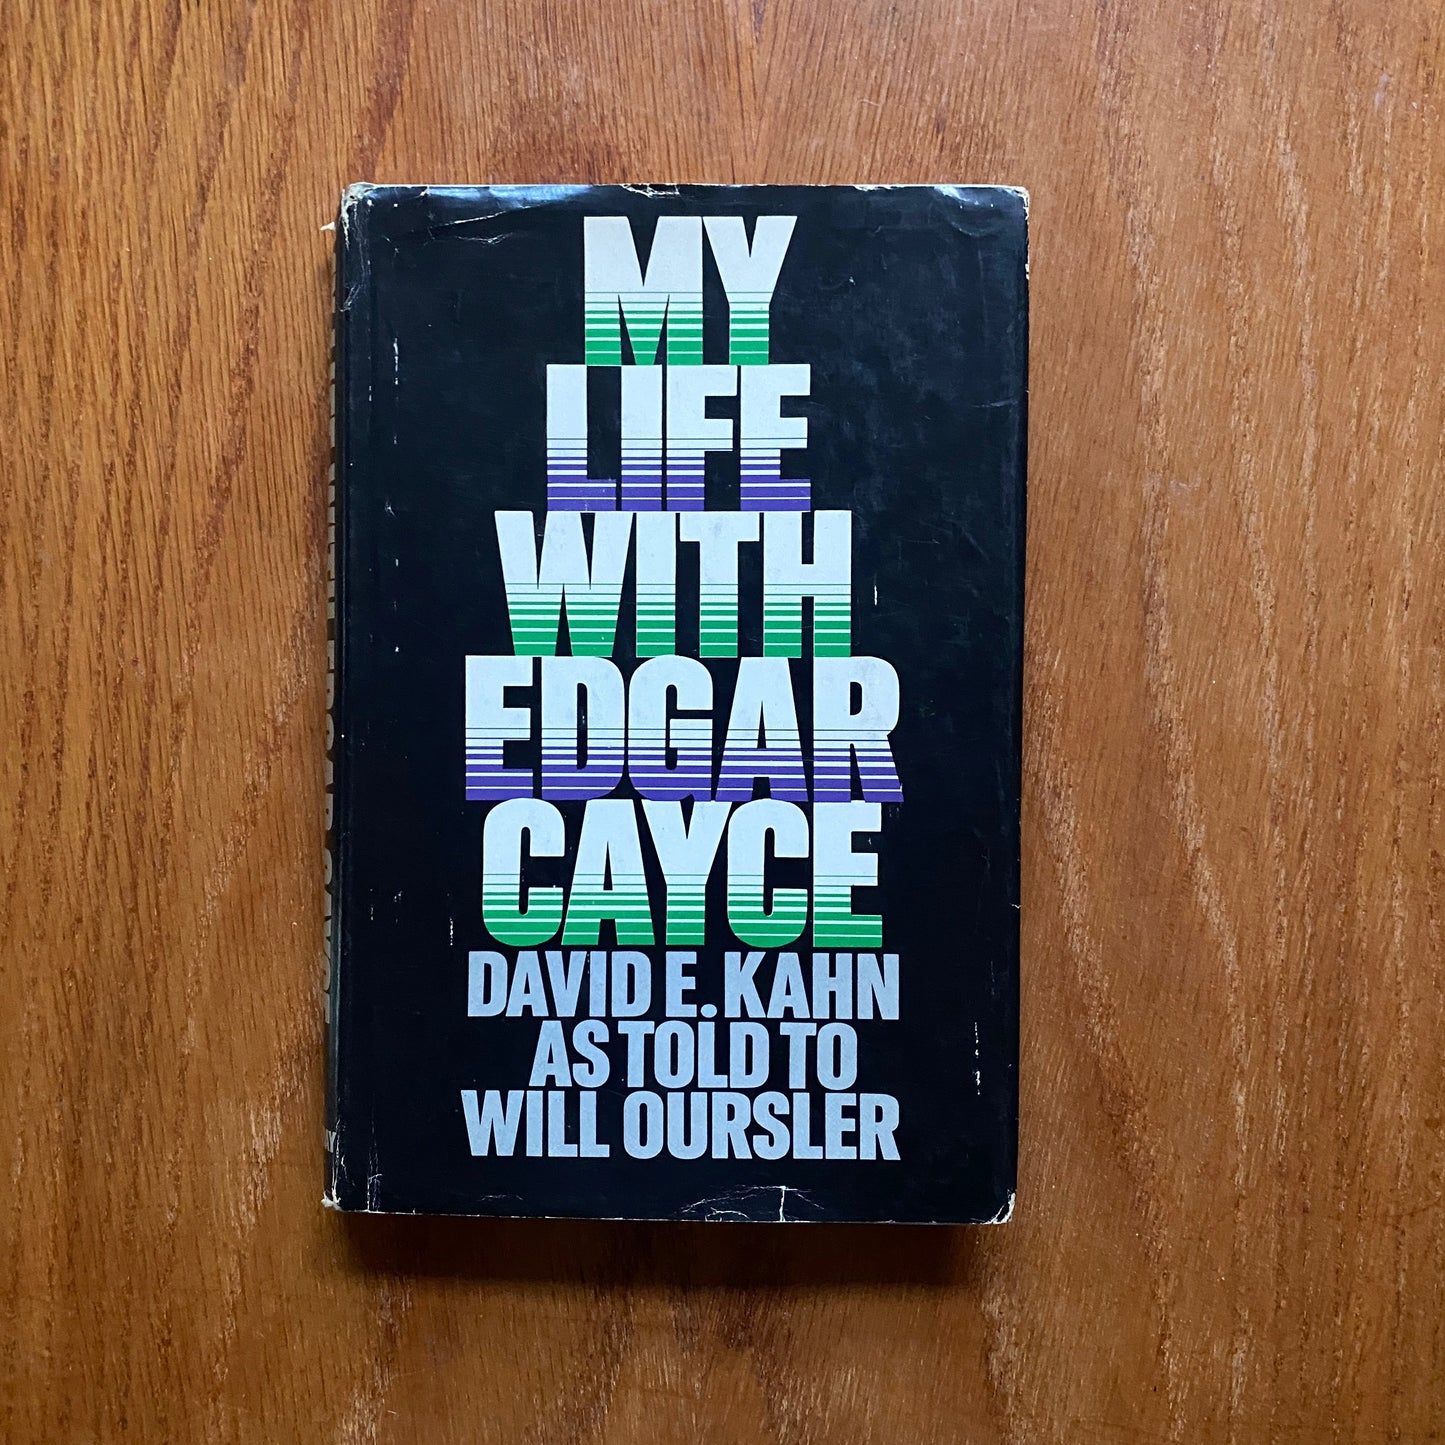 MY
LIFE
WITH
EDGAR
CAYCE
DAVID E. KAHN
AS TOLD TO
WILL OURSLER